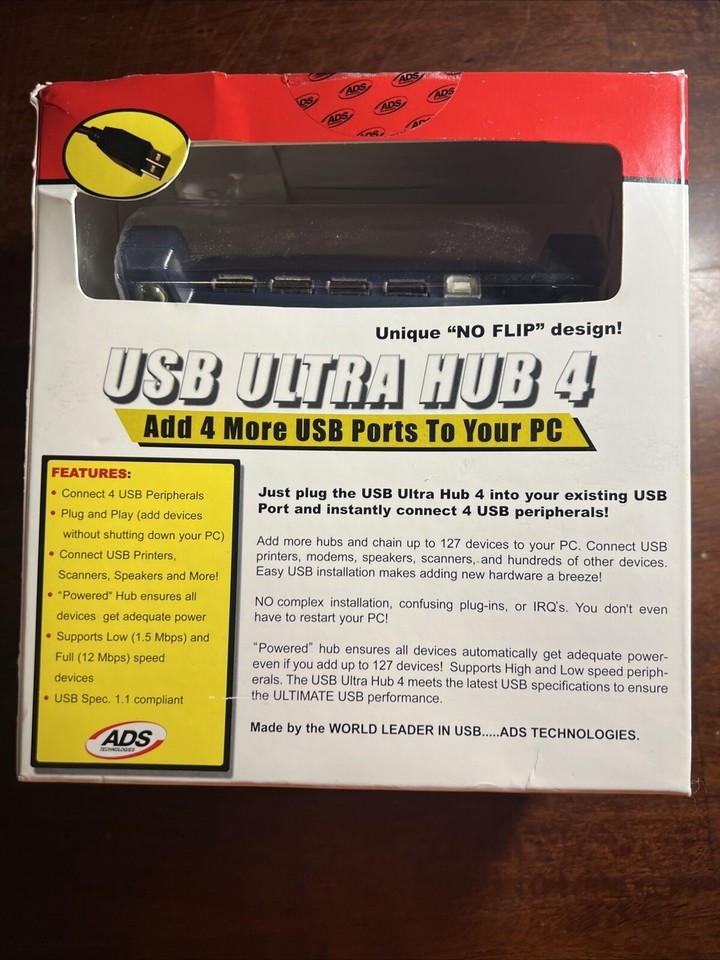 ADS ADS
ADS ADS ADS
ADS ADS ADS
Unique “NO FLIP” design!
USB ULTRA HUB 4
Add 4 More USB Ports To Your PC
FEATURES:
• Connect 4 USB Peripherals
• Plug and Play (add devices
without shutting down your PC)
• Connect USB Printers,
Scanners, Speakers and More!
• “Powered” Hub ensures all
devices get adequate power
• Supports Low (1.5 Mbps) and
Full (12 Mbps) speed
devices
• USB Spec. 1.1 compliant
ADS
TECHNOLOGIES
Just plug the USB Ultra Hub 4 into your existing USB
Port and instantly connect 4 USB peripherals!
Add more hubs and chain up to 127 devices to your PC. Connect USB
printers, modems, speakers, scanners, and hundreds of other devices.
Easy USB installation makes adding new hardware a breeze!
NO complex installation, confusing plug-ins, or IRQ's. You don't even
have to restart your PC!
“Powered” hub ensures all devices automatically get adequate power-
even if you add up to 127 devices! Supports High and Low speed periph-
erals. The USB Ultra Hub 4 meets the latest USB specifications to ensure
the ULTIMATE USB performance.
Made by the WORLD LEADER IN USB.....ADS TECHNOLOGIES.